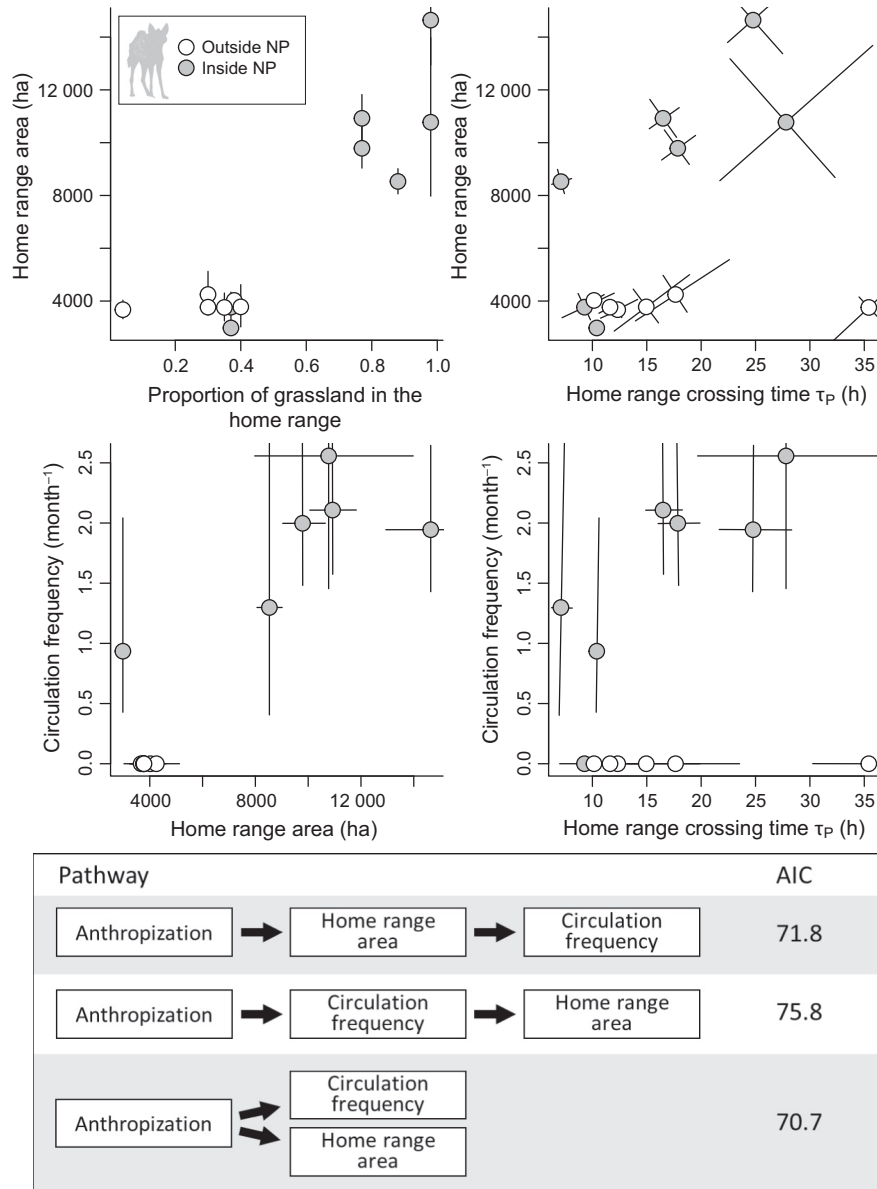 Outside NP
Inside NP
Home range area (ha)
12 000
8000
4000
0.2 0.4 0.6 0.8 1.0
Proportion of grassland in the
home range
Home range area (ha)
12 000
8000
4000
10 15 20 25 30 35
Home range crossing time τP (h)
Circulation frequency (month⁻¹)
2.5
2.0
1.5
1.0
0.5
0.0
4000 8000 12 000
Home range area (ha)
Circulation frequency (month⁻¹)
2.5
2.0
1.5
1.0
0.5
0.0
10 15 20 25 30 35
Home range crossing time τP (h)
Pathway AIC
Anthropization Home range
area Circulation
frequency 71.8
Anthropization Circulation
frequency Home range
area 75.8
Anthropization Circulation
frequency
Home range
area 70.7